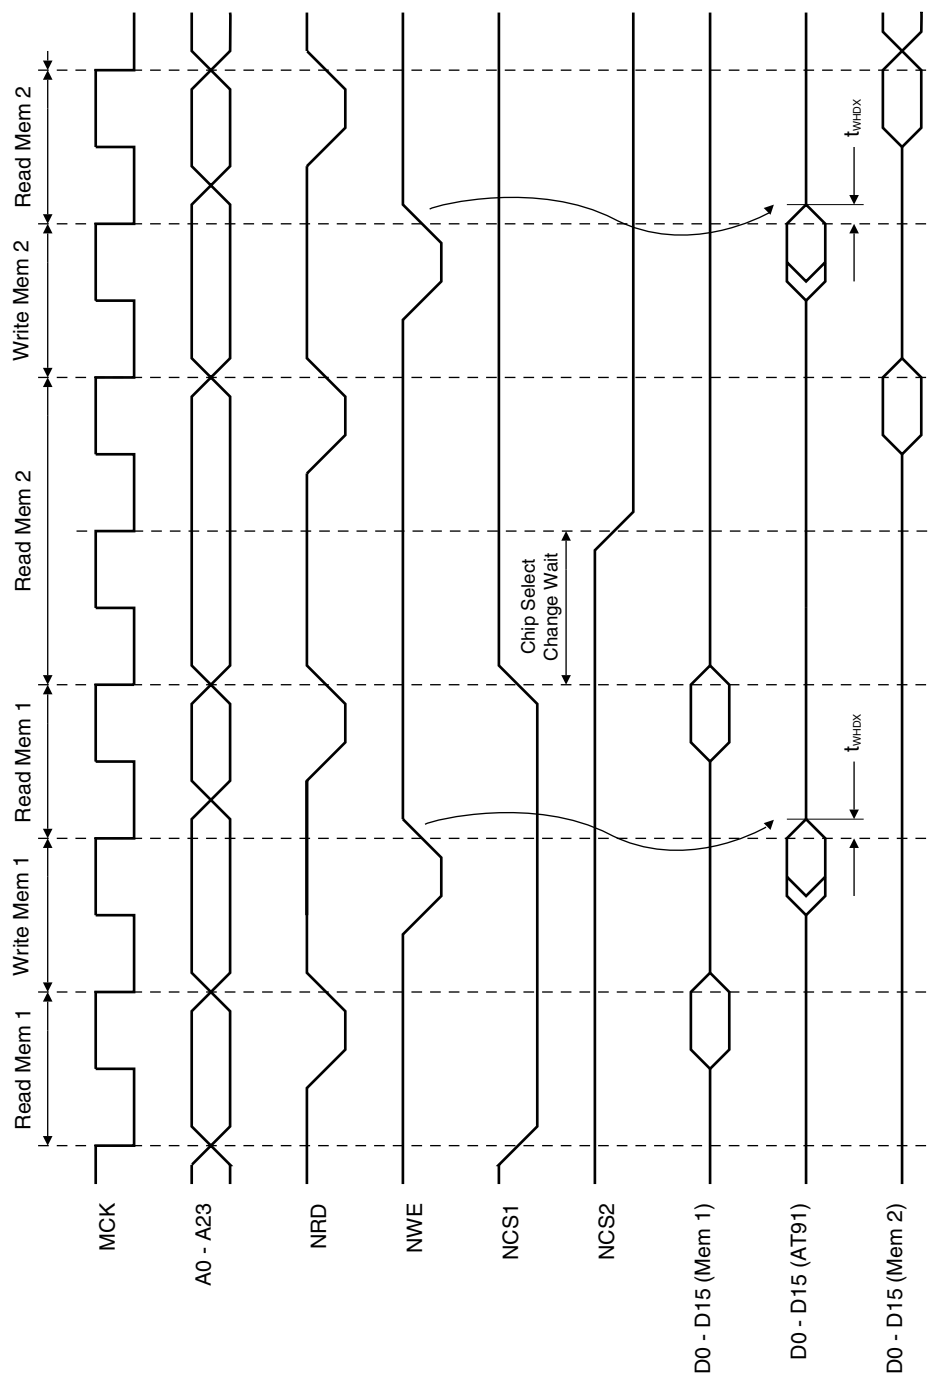 Read Mem 1
Write Mem 1
Read Mem 1
Read Mem 2
Write Mem 2
Read Mem 2
MCK
A0 - A23
NRD
NWE
NCS1
Chip Select
Change Wait
NCS2
D0 - D15 (Mem 1)
D0 - D15 (AT91)
tWHDX
tWHDX
D0 - D15 (Mem 2)